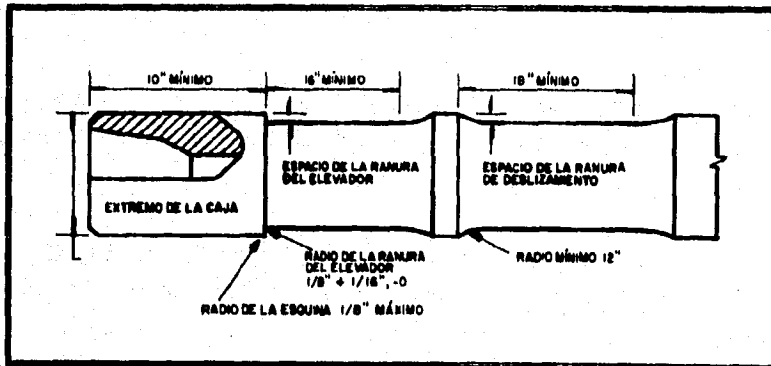 10" MÍNIMO
16" MÍNIMO
18" MÍNIMO
ESPACIO DE LA RANURA
DEL ELEVADOR
ESPACIO DE LA RANURA
DE DESLIZAMENTO
EXTREMO DE LA CAJA
RADIO DE LA RANURA
DEL ELEVADOR
1/8" + 1/16", -0
RADIO MÍNIMO 12"
RADIO DE LA ESQUINA 1/8" MÁXIMO